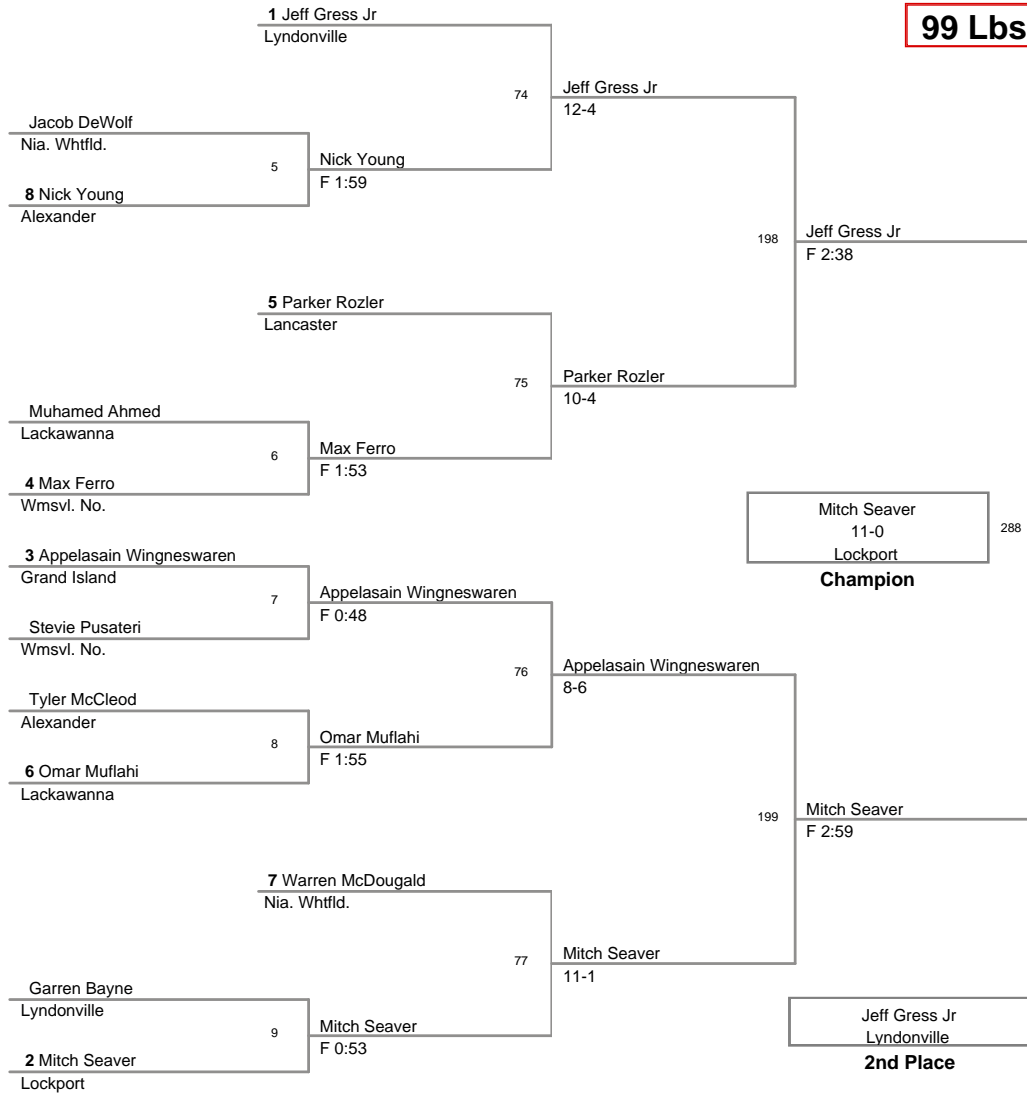 1 Jeff Gress Jr
Lyndonville
99 Lbs
74
Jeff Gress Jr
12-4
Jacob DeWolf
Nia. Whtfld.
5
Nick Young
F 1:59
8 Nick Young
Alexander
198
Jeff Gress Jr
F 2:38
5 Parker Rozler
Lancaster
75
Parker Rozler
10-4
Muhamed Ahmed
Lackawanna
6
Max Ferro
F 1:53
4 Max Ferro
Wmsvl. No.
Mitch Seaver
11-0
Lockport
288
Champion
3 Appelasain Wingneswaren
Grand Island
7
Appelasain Wingneswaren
F 0:48
Stevie Pusateri
Wmsvl. No.
76
Appelasain Wingneswaren
8-6
Tyler McCleod
Alexander
8
Omar Muflahi
F 1:55
6 Omar Muflahi
Lackawanna
199
Mitch Seaver
F 2:59
7 Warren McDougald
Nia. Whtfld.
77
Mitch Seaver
11-1
Garren Bayne
Lyndonville
9
Mitch Seaver
F 0:53
2 Mitch Seaver
Lockport
Jeff Gress Jr
Lyndonville
2nd Place